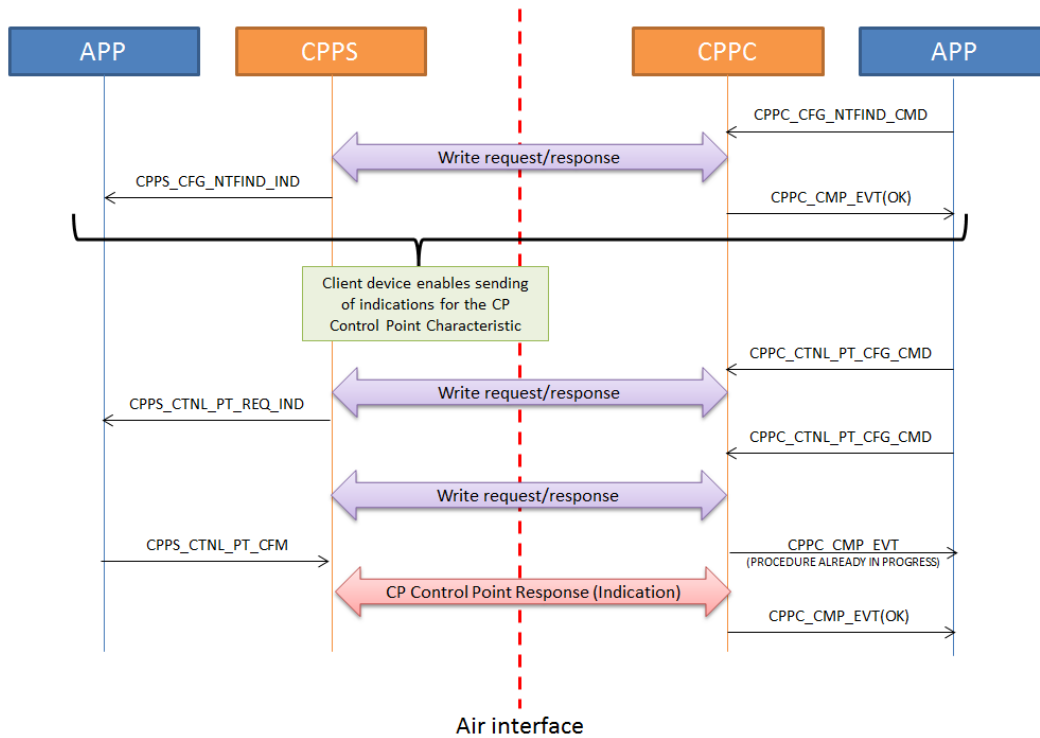 APP
CPPS
CPPC
APP
CPPC_CFG_NTFIND_CMD
Write request/response
CPPS_CFG_NTFIND_IND
CPPC_CMP_EVT(OK)
Client device enables sending
of indications for the CP
Control Point Characteristic
CPPC_CTNL_PT_CFG_CMD
Write request/response
CPPS_CTNL_PT_REQ_IND
CPPC_CTNL_PT_CFG_CMD
Write request/response
CPPS_CTNL_PT_CFM
CPPC_CMP_EVT
(PROCEDURE ALREADY IN PROGRESS)
CP Control Point Response (Indication)
CPPC_CMP_EVT(OK)
Air interface